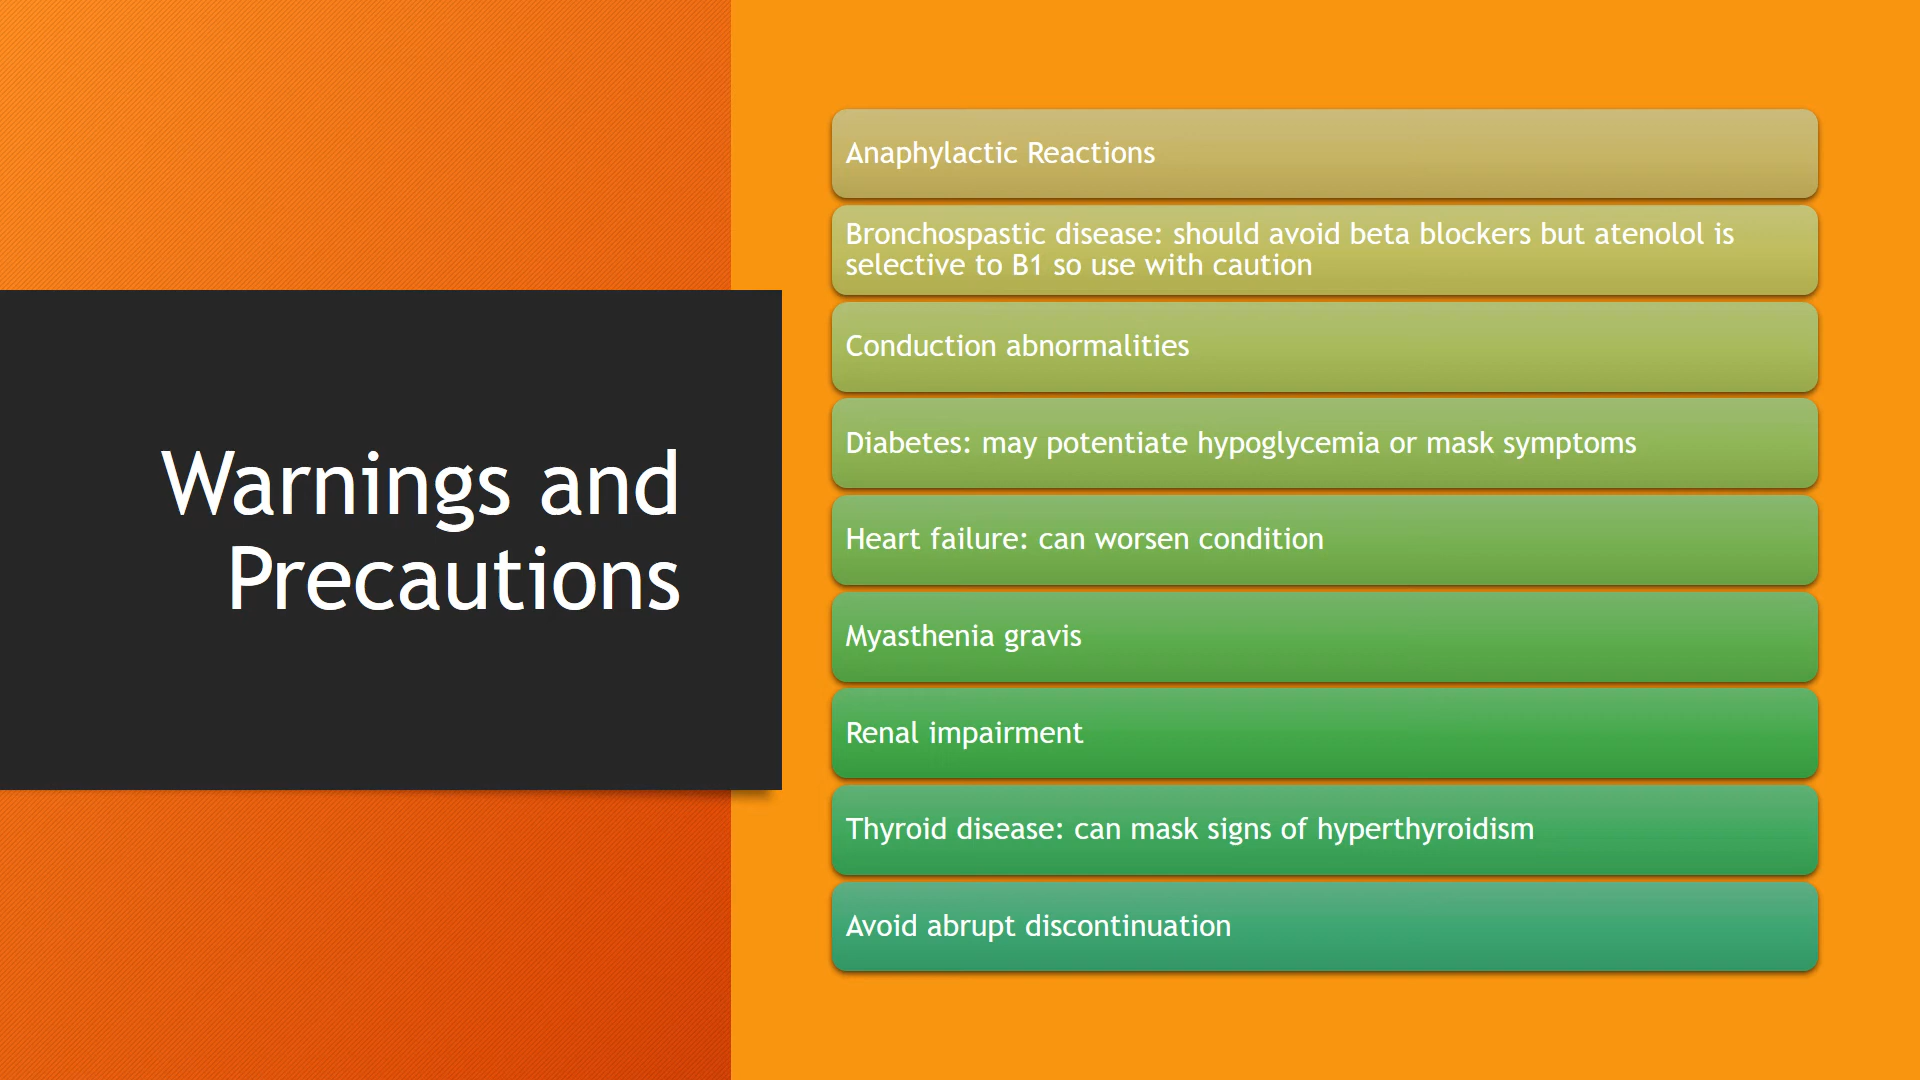 Warnings and
Precautions
Anaphylactic Reactions
Bronchospastic disease: should avoid beta blockers but atenolol is
selective to B1 so use with caution
Conduction abnormalities
Diabetes: may potentiate hypoglycemia or mask symptoms
Heart failure: can worsen condition
Myasthenia gravis
Renal impairment
Thyroid disease: can mask signs of hyperthyroidism
Avoid abrupt discontinuation